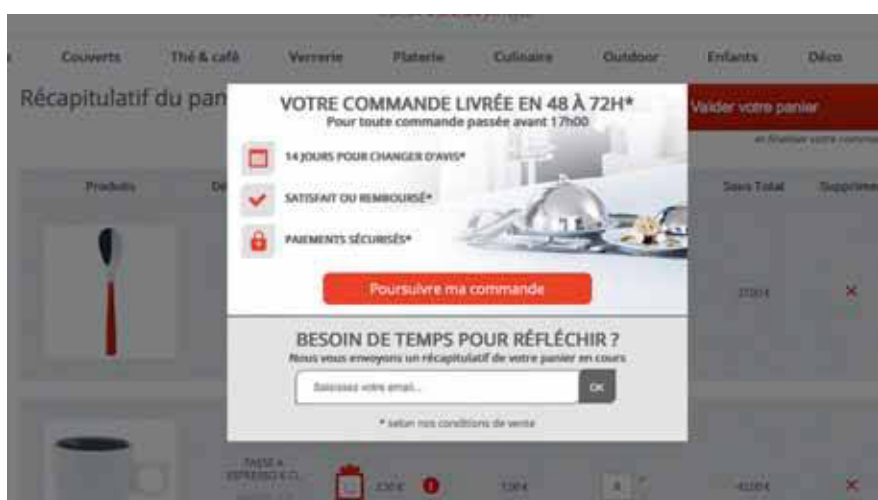 Couverts Thé & café Verrerie Platerie Culinaire Outdoor Enfants Déco
Récapitulatif du pan
Valider votre panier
VOTRE COMMANDE LIVRÉE EN 48 À 72H*
Pour toute commande passée avant 17h00
14 JOURS POUR CHANGER D'AVIS*
Produits
Sous Total
SATISFAIT OU REMBOURSÉ*
PAIEMENTS SÉCURISÉS*
Poursuivre ma commande
BESOIN DE TEMPS POUR RÉFLÉCHIR ?
Nous vous envoyons un récapitulatif de votre panier en cours
Saisissez votre email... OK
* selon nos conditions de vente